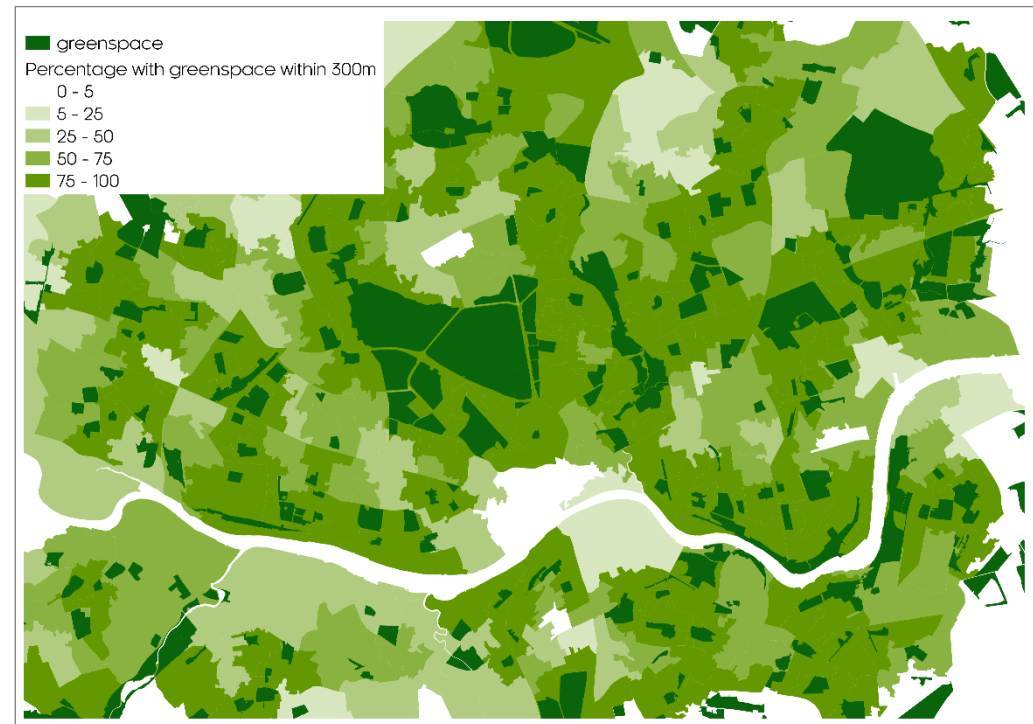 greenspace
Percentage with greenspace within 300m
0 - 5
5 - 25
25 - 50
50 - 75
75 - 100